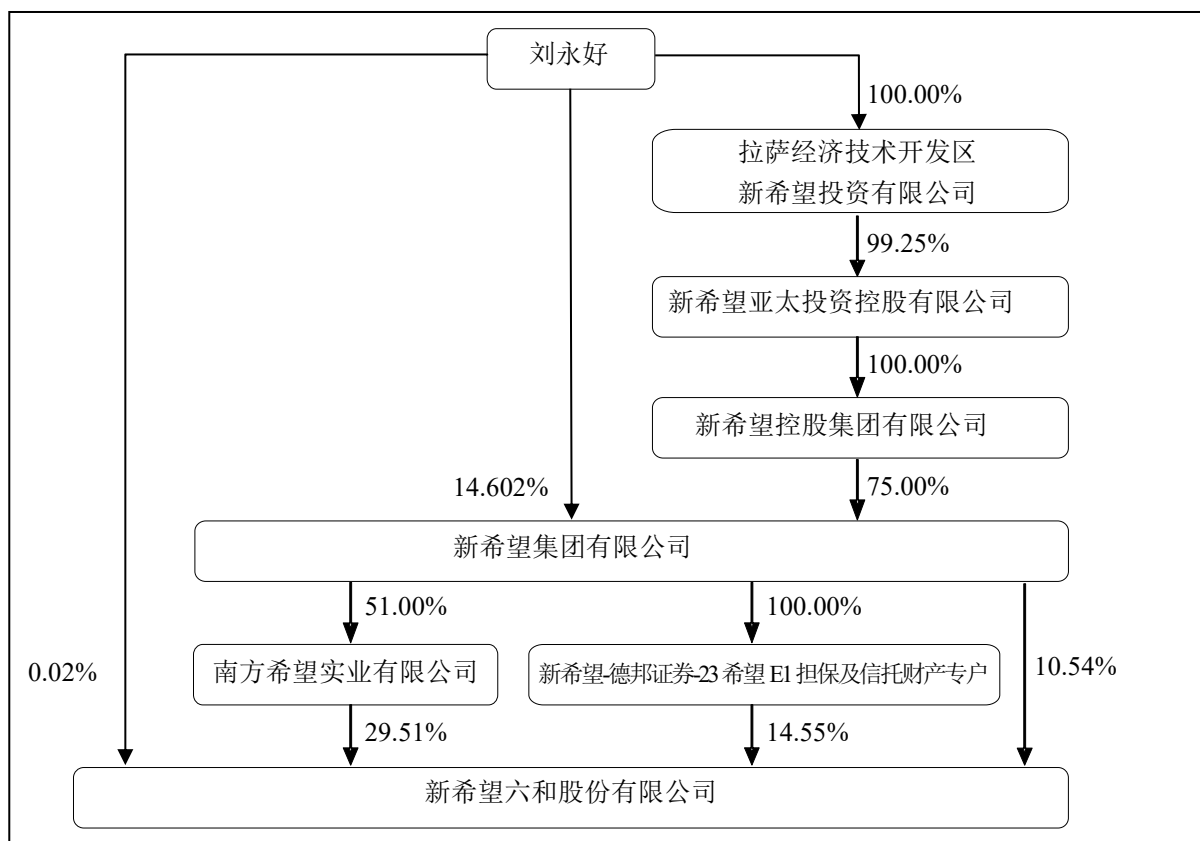 刘永好
100.00%
拉萨经济技术开发区
新希望投资有限公司
99.25%
新希望亚太投资控股有限公司
100.00%
新希望控股集团有限公司
14.602%
75.00%
新希望集团有限公司
51.00%
100.00%
0.02%
南方希望实业有限公司
新希望-德邦证券-23希望E1担保及信托财产专户
10.54%
29.51%
14.55%
新希望六和股份有限公司